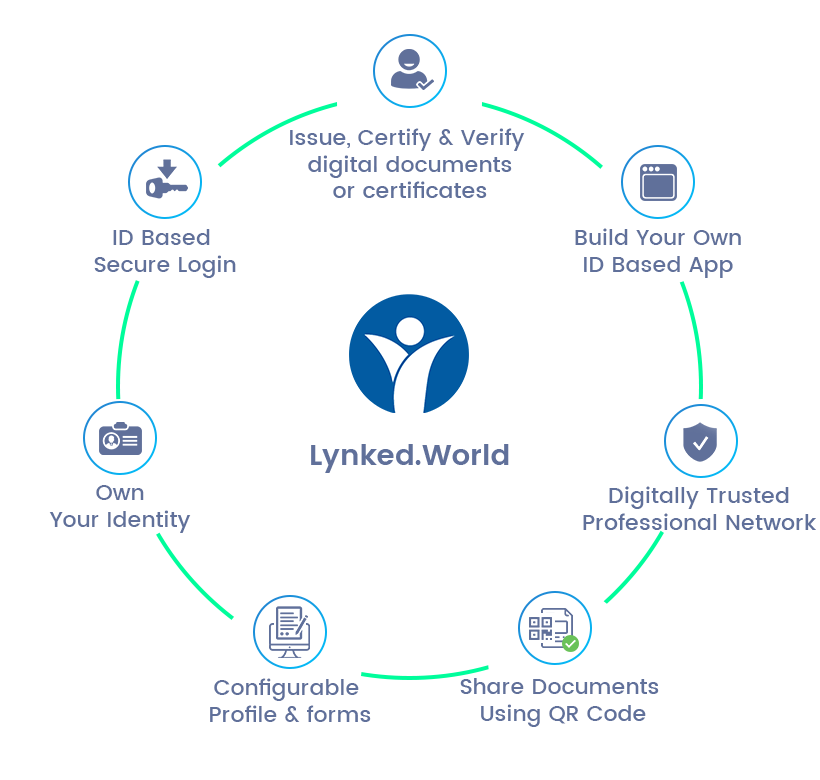 Issue, Certify & Verify
digital documents
or certificates
Build Your Own
ID Based App
Digitally Trusted
Professional Network
Share Documents
Using QR Code
Configurable
Profile & forms
Own
Your Identity
ID Based
Secure Login
Lynked.World